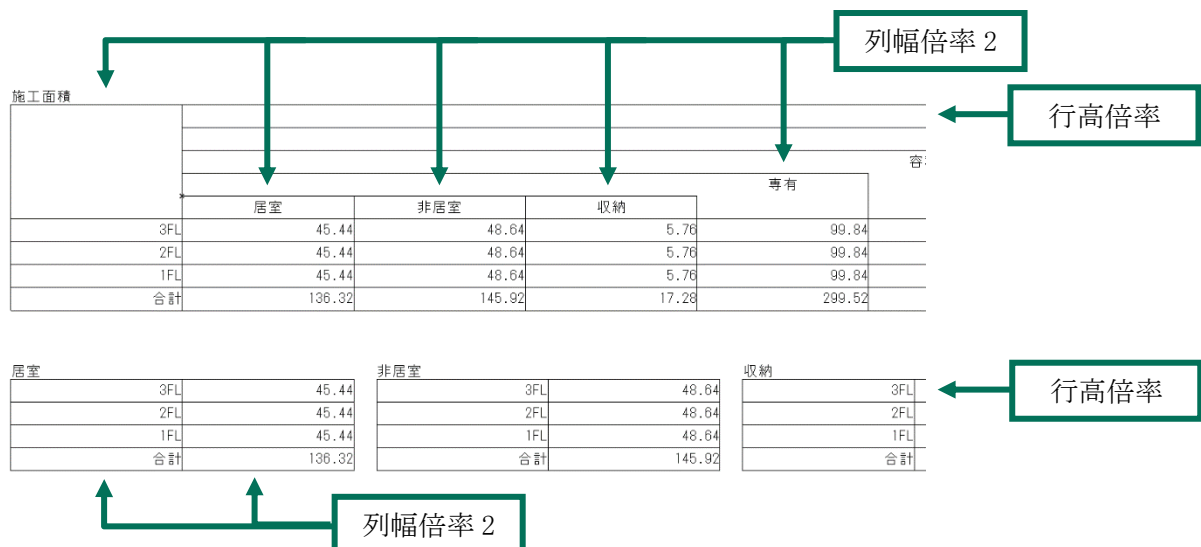 列幅倍率 2
施工面積
行高倍率
容
専有
居室 非居室 収納
3FL 45.44 48.64 5.76 99.84
2FL 45.44 48.64 5.76 99.84
1FL 45.44 48.64 5.76 99.84
合計 136.32 145.92 17.28 299.52
居室 非居室 収納
行高倍率
3FL 45.44 3FL 48.64 3FL
2FL 45.44 2FL 48.64 2FL
1FL 45.44 1FL 48.64 1FL
合計 136.32 合計 145.92 合計
列幅倍率 2